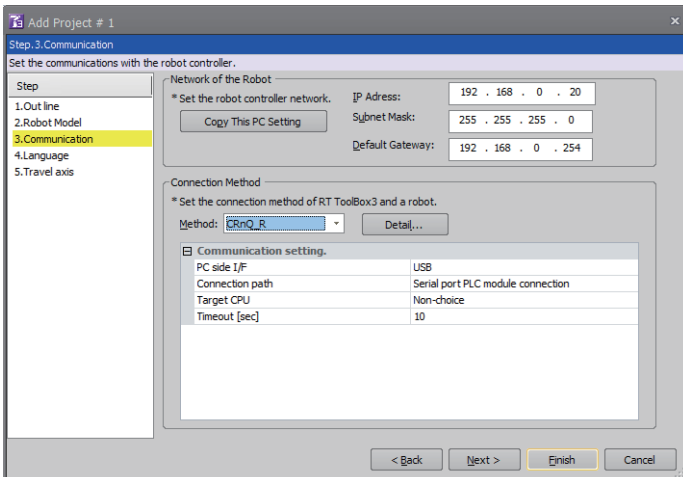 Add Project # 1
Step.3.Communication
Set the communications with the robot controller.
Step
1.Out line
2.Robot Model
3.Communication
4.Language
5.Travel axis
Network of the Robot
* Set the robot controller network.
Copy This PC Setting
IP Adress: 192 . 168 . 0 . 20
Subnet Mask: 255 . 255 . 255 . 0
Default Gateway: 192 . 168 . 0 . 254
Connection Method
* Set the connection method of RT ToolBox3 and a robot.
Method: CRnQ_R Detail...
Communication setting.
PC side I/F USB
Connection path Serial port PLC module connection
Target CPU Non-choice
Timeout [sec] 10
< Back Next > Finish Cancel